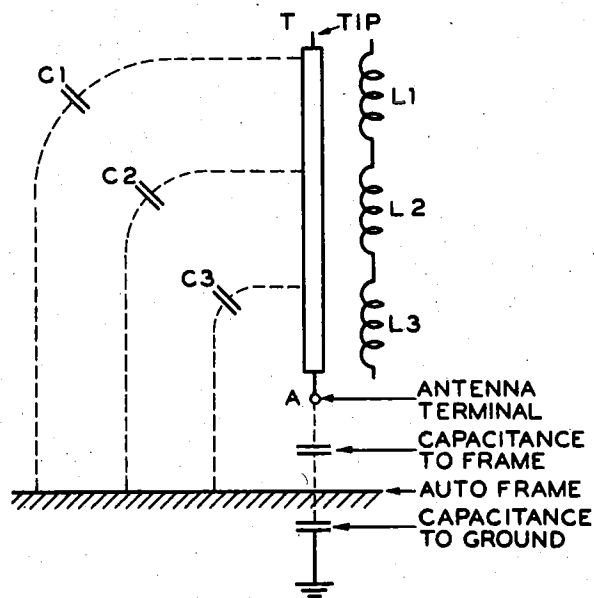 T TIP
C1
L1
C2
L2
C3
L3
A
ANTENNA
TERMINAL
CAPACITANCE
TO FRAME
AUTO FRAME
CAPACITANCE
TO GROUND